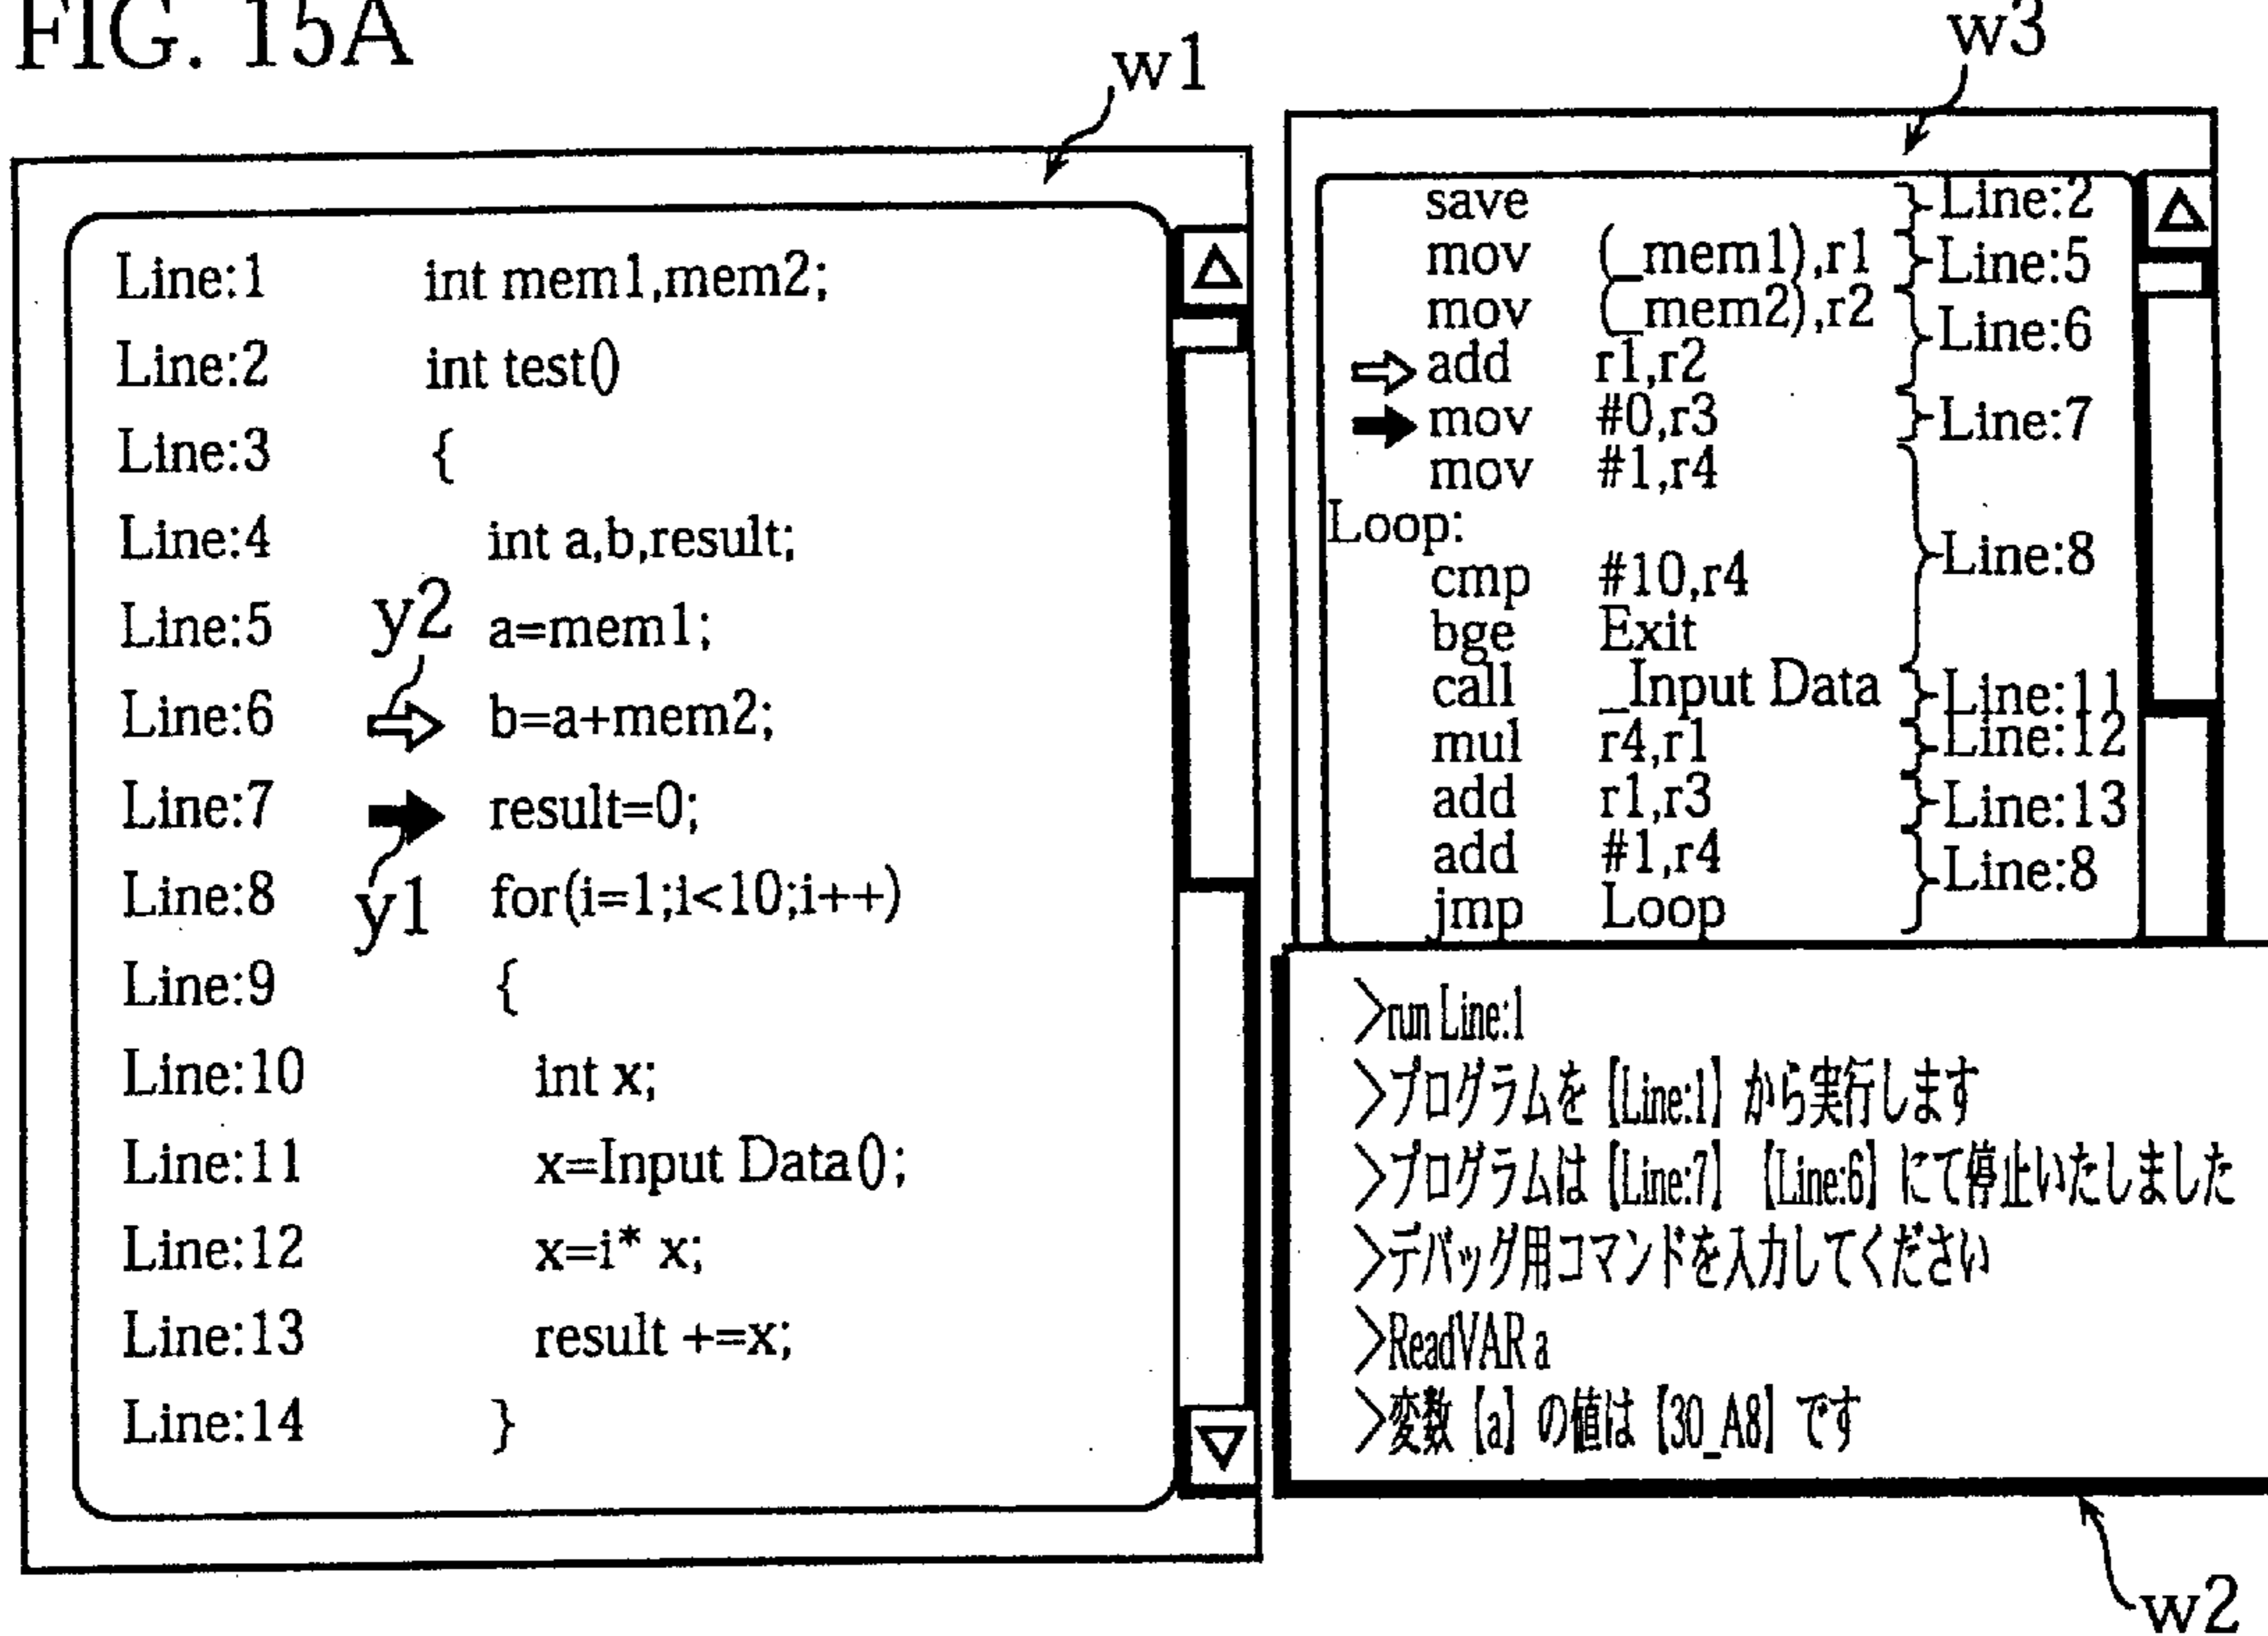 FIG. 15A
w1
Line:1 int mem1,mem2;
Line:2 int test()
Line:3 {
Line:4 int a,b,result;
y2
Line:5 a=mem1;
Line:6 b=a+mem2;
Line:7 result=0;
Line:8 for(i=1;i<10;i++)
y1
Line:9 {
Line:10 int x;
Line:11 x=Input Data();
Line:12 x=i* x;
Line:13 result +=x;
Line:14 }
w3
save Line:2
mov (_mem1),r1 Line:5
mov (_mem2),r2 Line:6
add r1,r2
mov #0,r3 Line:7
mov #1,r4
Loop: Line:8
cmp #10,r4
bge Exit
call _Input Data Line:11
mul r4,r1 Line:12
add r1,r3 Line:13
add #1,r4 Line:8
jmp Loop
>run Line:1
>プログラムを【Line:1】から実行します
>プログラムは【Line:7】【Line:6】にて停止いたしました
>デバッグ用コマンドを入力してください
>ReadVAR a
>変数【a】の値は【30_A8】です
w2